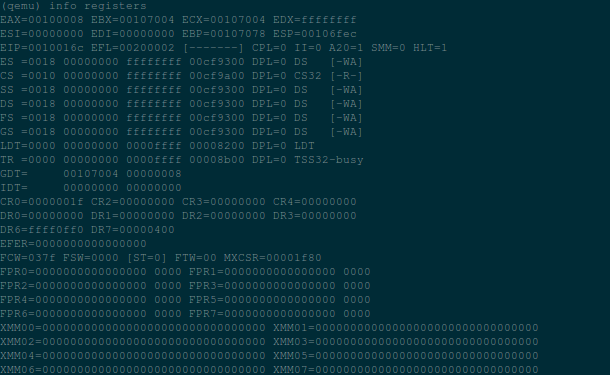 (qemu) info registers
EAX=00100008 EBX=00107004 ECX=00107004 EDX=ffffffff
ESI=00000000 EDI=00000000 EBP=00107078 ESP=00106fec
EIP=0010016c EFL=00200002 [-------] CPL=0 II=0 A20=1 SMM=0 HLT=1
ES =0018 00000000 ffffffff 00cf9300 DPL=0 DS   [-WA]
CS =0010 00000000 ffffffff 00cf9a00 DPL=0 CS32 [-R-]
SS =0018 00000000 ffffffff 00cf9300 DPL=0 DS   [-WA]
DS =0018 00000000 ffffffff 00cf9300 DPL=0 DS   [-WA]
FS =0018 00000000 ffffffff 00cf9300 DPL=0 DS   [-WA]
GS =0018 00000000 ffffffff 00cf9300 DPL=0 DS   [-WA]
LDT=0000 00000000 0000ffff 00008200 DPL=0 LDT
TR =0000 00000000 0000ffff 00008b00 DPL=0 TSS32-busy
GDT=     00107004 00000008
IDT=     00000000 00000000
CR0=0000001f CR2=00000000 CR3=00000000 CR4=00000000
DR0=00000000 DR1=00000000 DR2=00000000 DR3=00000000
DR6=ffff0ff0 DR7=00000400
EFER=0000000000000000
FCW=037f FSW=0000 [ST=0] FTW=00 MXCSR=00001f80
FPR0=0000000000000000 0000 FPR1=0000000000000000 0000
FPR2=0000000000000000 0000 FPR3=0000000000000000 0000
FPR4=0000000000000000 0000 FPR5=0000000000000000 0000
FPR6=0000000000000000 0000 FPR7=0000000000000000 0000
XMM00=00000000000000000000000000000000 XMM01=00000000000000000000000000000000
XMM02=00000000000000000000000000000000 XMM03=00000000000000000000000000000000
XMM04=00000000000000000000000000000000 XMM05=00000000000000000000000000000000
XMM06=00000000000000000000000000000000 XMM07=00000000000000000000000000000000